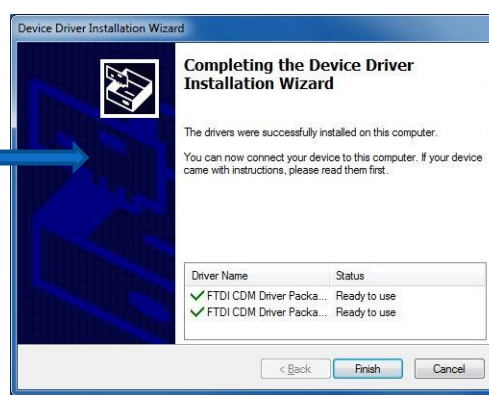 Device Driver Installation Wizard
Completing the Device Driver
Installation Wizard
The drivers were successfully installed on this computer.
You can now connect your device to this computer. If your device
came with instructions, please read them first.
Driver Name Status
FTDI CDM Driver Packa... Ready to use
FTDI CDM Driver Packa... Ready to use
< Back Finish Cancel